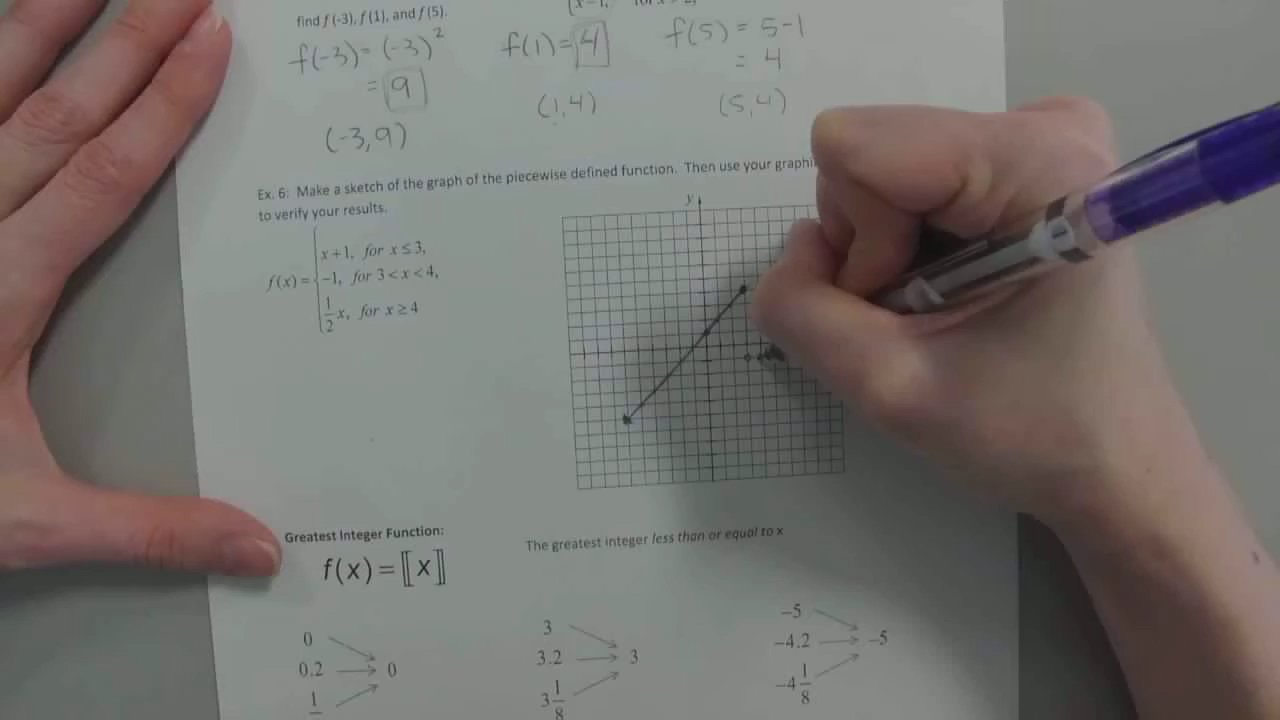 find f (-3), f (1), and f (5).
f(-3) = (-3)²
= 9
(-3,9)
f(1) = 4
(1,4)
f(5) = 5-1
= 4
(5,4)
Ex. 6: Make a sketch of the graph of the piecewise defined function. Then use your
to verify your results.
f(x) = { x+1, for x ≤ 3,
-1, for 3 < x < 4,
1/2 x, for x ≥ 4
y
Greatest Integer Function:
The greatest integer less than or equal to x
f(x) = ⟦x⟧
0
0.2
0
3
3.2
3 1/8
3
-5
-4.2
-4 1/8
-5